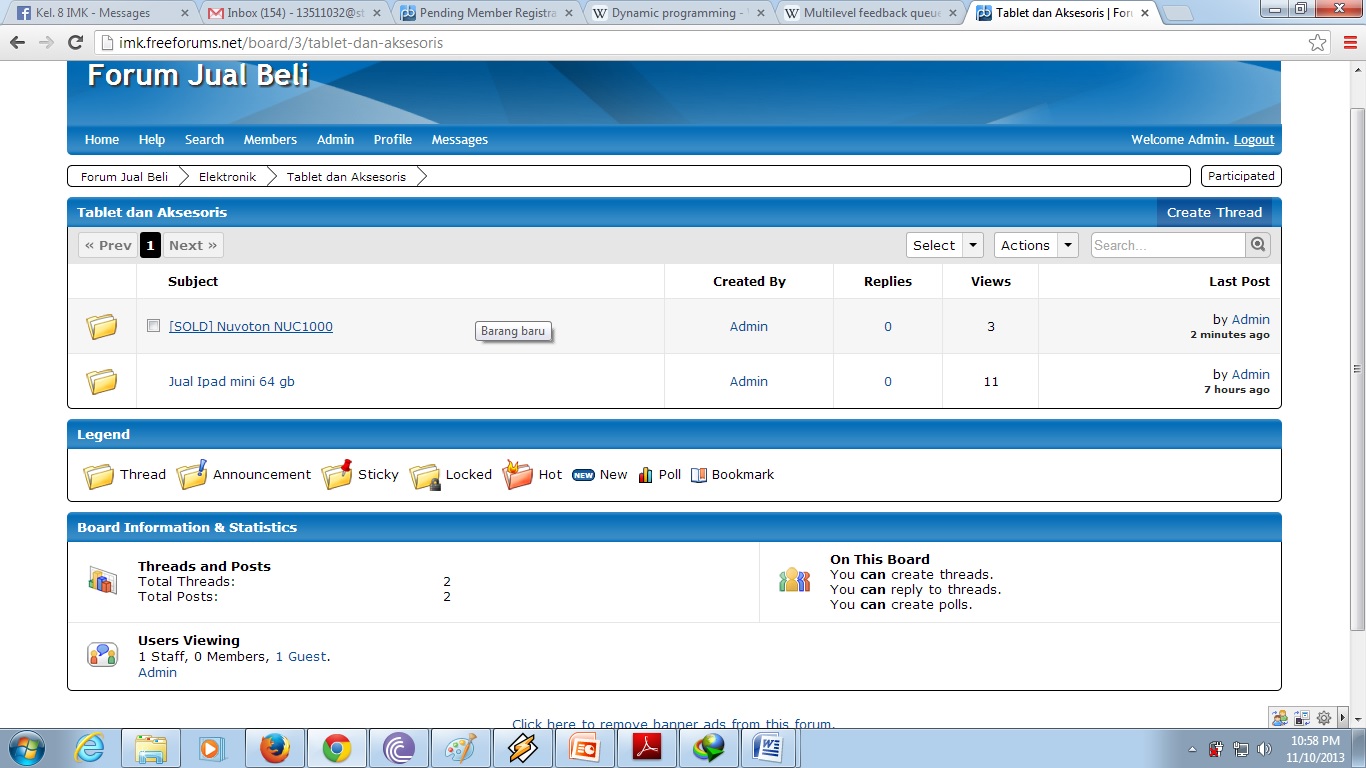 Kel. 8 IMK - Messages
Inbox (154) - 13511032@st
Pending Member Registra
Dynamic programming -
Multilevel feedback queue
Tablet dan Aksesoris | For
imk.freeforums.net/board/3/tablet-dan-aksesoris
Forum Jual Beli
Home Help Search Members Admin Profile Messages Welcome Admin. Logout
Forum Jual Beli Elektronik Tablet dan Aksesoris Participated
Tablet dan Aksesoris Create Thread
« Prev 1 Next » Select Actions Search...
Subject Created By Replies Views Last Post
[SOLD] Nuvoton NUC1000 Barang baru Admin 0 3 by Admin
2 minutes ago
Jual Ipad mini 64 gb Admin 0 11 by Admin
7 hours ago
Legend
Thread Announcement Sticky Locked Hot NEW New Poll Bookmark
Board Information & Statistics
Threads and Posts
Total Threads: 2
Total Posts: 2
On This Board
You can create threads.
You can reply to threads.
You can create polls.
Users Viewing
1 Staff, 0 Members, 1 Guest.
Admin
Click here to remove banner ads from this forum.
10:58 PM
11/10/2013